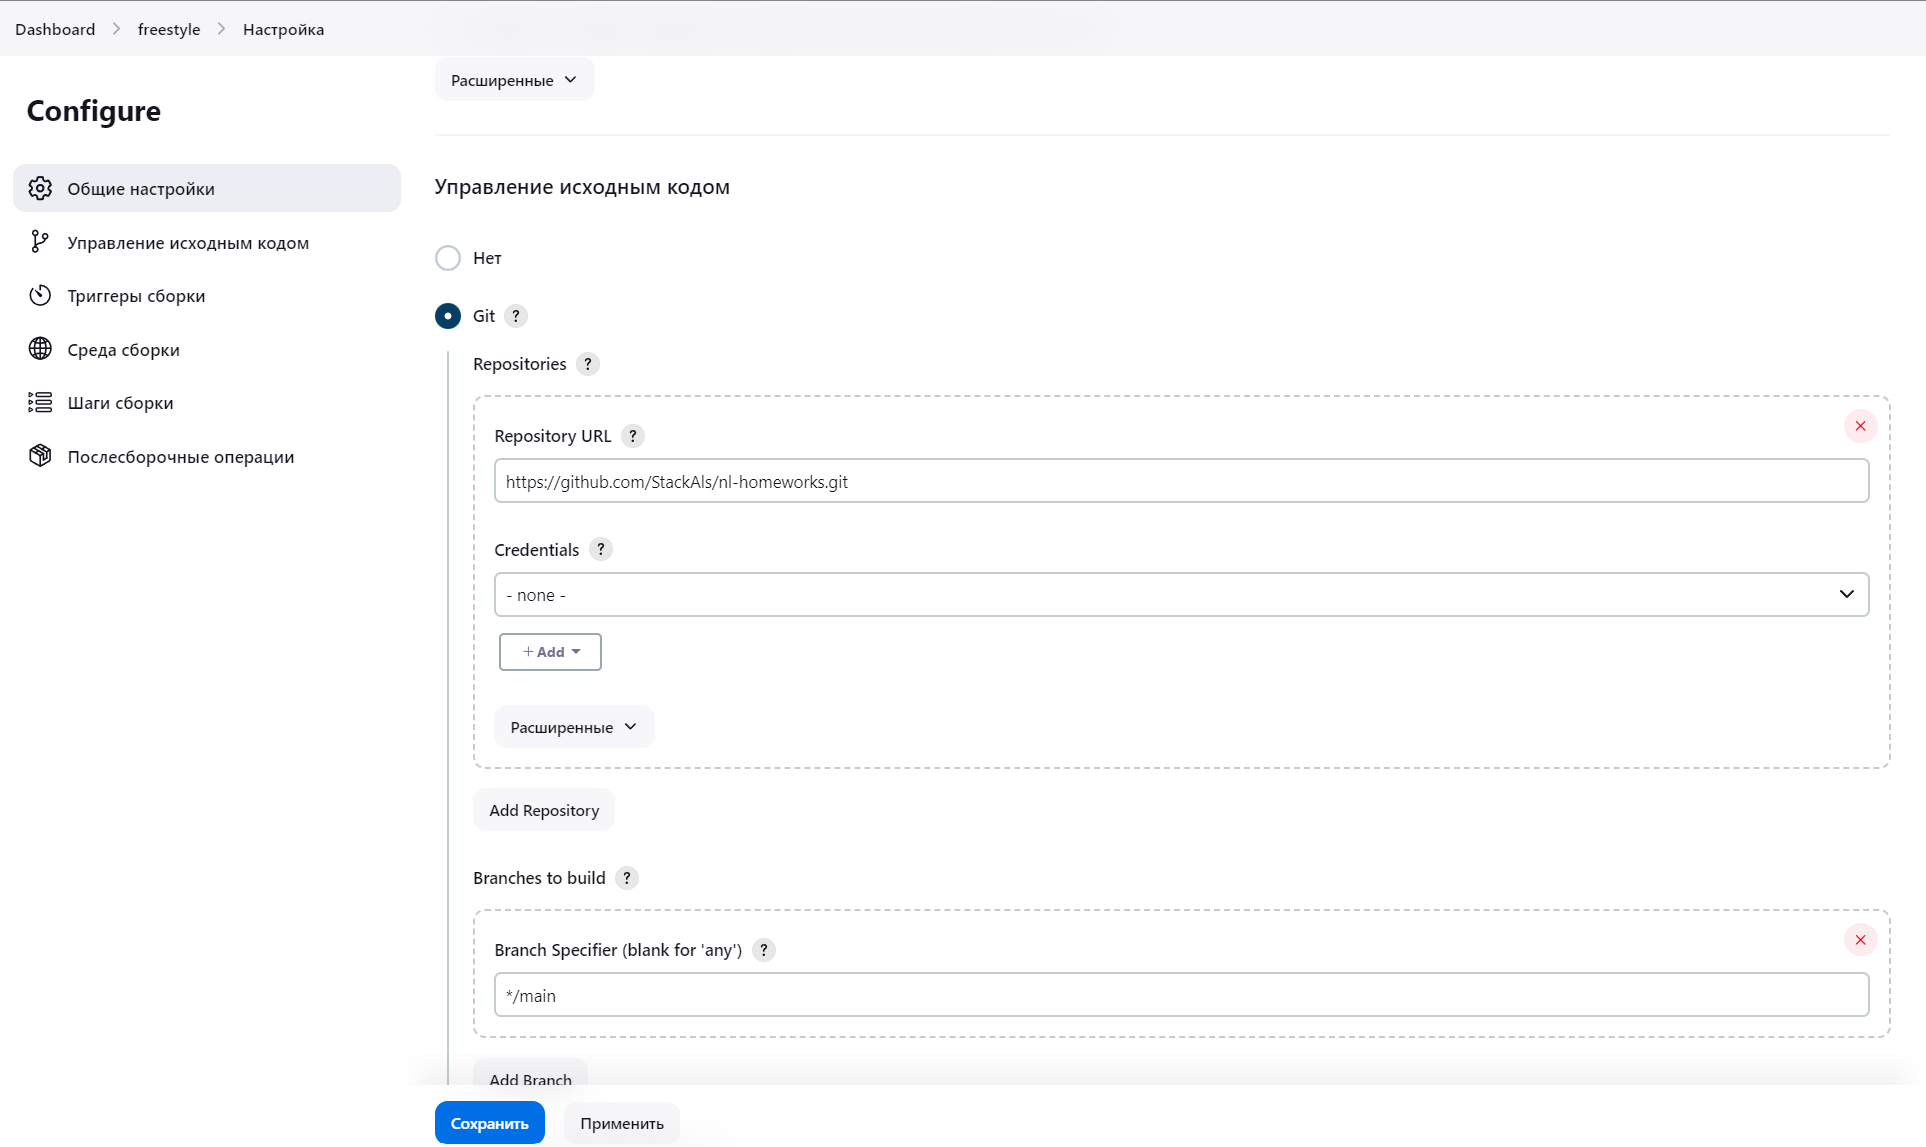 Dashboard > freestyle > Настройка
Configure
Общие настройки
Управление исходным кодом
Триггеры сборки
Среда сборки
Шаги сборки
Послесборочные операции
Расширенные
Управление исходным кодом
Нет
Git ?
Repositories ?
Repository URL ?
https://github.com/StackAls/nl-homeworks.git
Credentials ?
- none -
+ Add
Расширенные
Add Repository
Branches to build ?
Branch Specifier (blank for 'any') ?
*/main
Add Branch
Сохранить
Применить